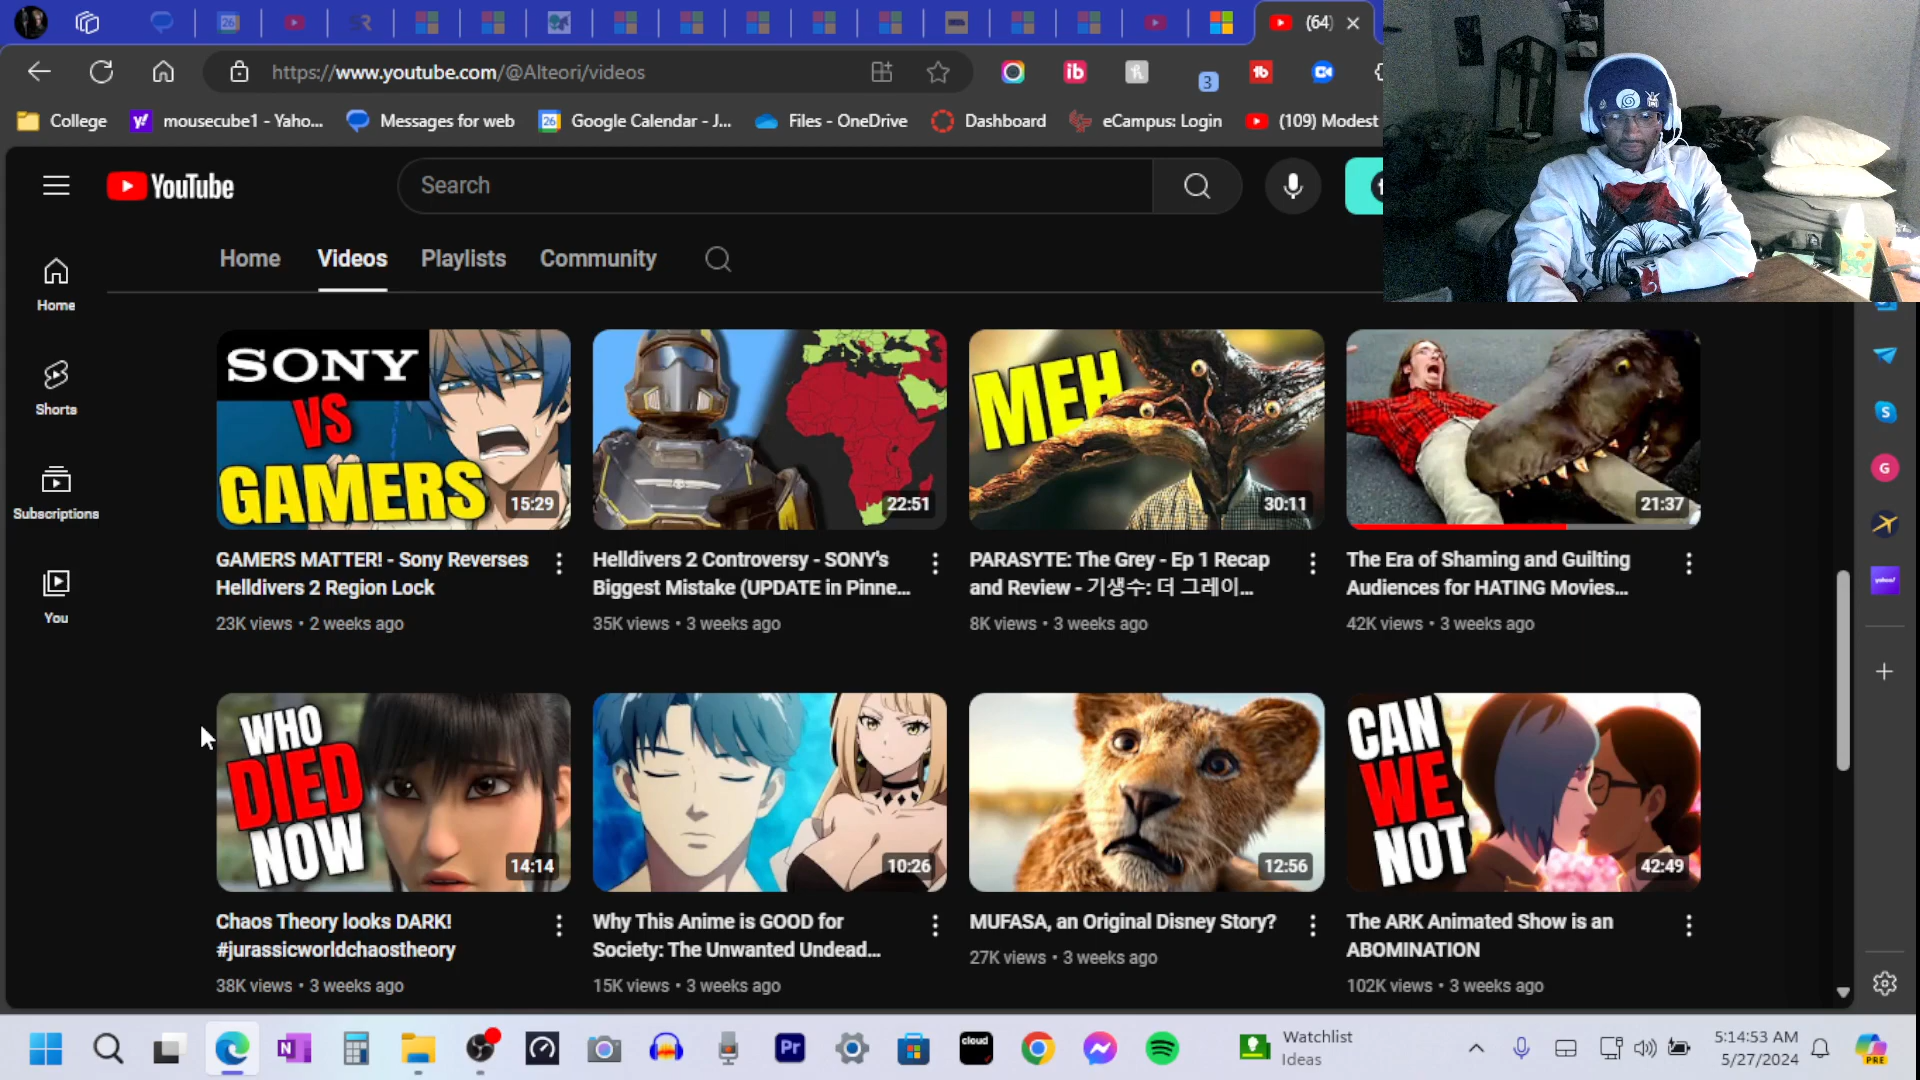 (64)
https://www.youtube.com/@Alteori/videos
3
College
mousecube1 - Yaho...
Messages for web
Google Calendar - J...
Files - OneDrive
Dashboard
eCampus: Login
(109) Modest
YouTube
Search
Home
Videos
Playlists
Community
Home
Shorts
Subscriptions
You
SONY
VS
GAMERS
15:29
GAMERS MATTER! - Sony Reverses
Helldivers 2 Region Lock
23K views • 2 weeks ago
22:51
Helldivers 2 Controversy - SONY's
Biggest Mistake (UPDATE in Pinne...
35K views • 3 weeks ago
MEH
30:11
PARASYTE: The Grey - Ep 1 Recap
and Review - 기생수: 더 그레이...
8K views • 3 weeks ago
21:37
The Era of Shaming and Guilting
Audiences for HATING Movies...
42K views • 3 weeks ago
WHO
DIED
NOW
14:14
Chaos Theory looks DARK!
#jurassicworldchaostheory
38K views • 3 weeks ago
10:26
Why This Anime is GOOD for
Society: The Unwanted Undead...
15K views • 3 weeks ago
12:56
MUFASA, an Original Disney Story?
27K views • 3 weeks ago
CAN
WE
NOT
42:49
The ARK Animated Show is an
ABOMINATION
102K views • 3 weeks ago
Watchlist
Ideas
5:14:53 AM
5/27/2024